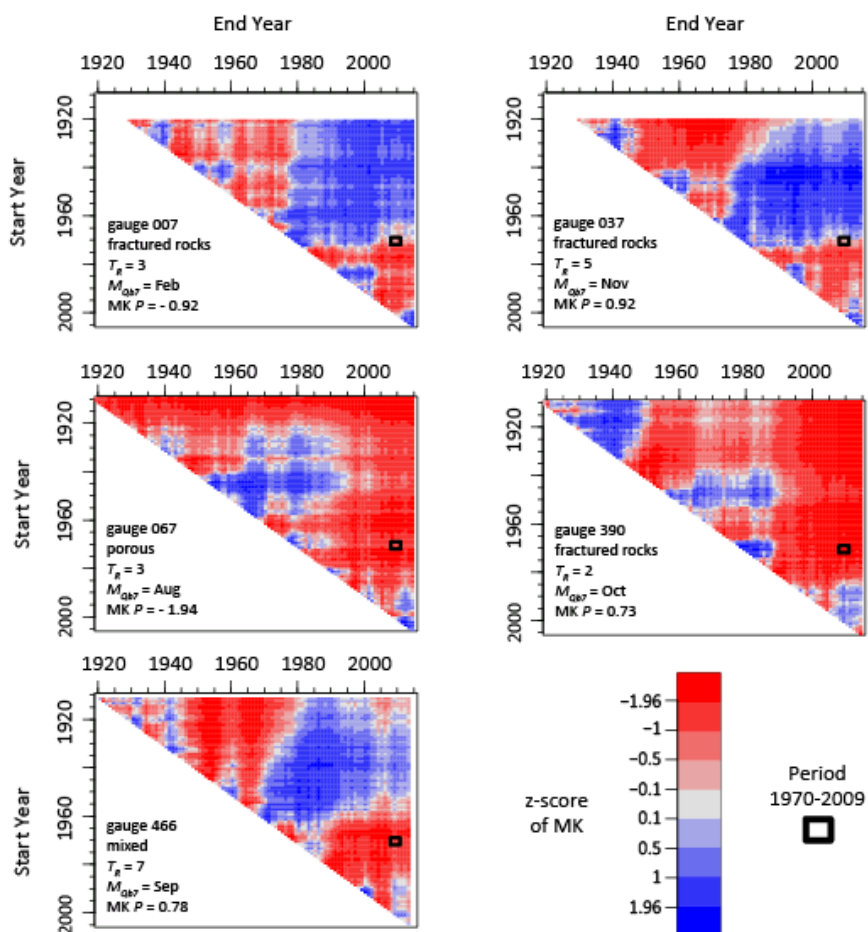 End Year
End Year
1920 1940 1960 1980 2000
1920 1940 1960 1980 2000
Start Year
1920
1960
2000
gauge 007
fractured rocks
T_R = 3
M_Qb7 = Feb
MK P = - 0.92
1920
1960
2000
gauge 037
fractured rocks
T_R = 5
M_Qb7 = Nov
MK P = 0.92
1920 1940 1960 1980 2000
1920 1940 1960 1980 2000
Start Year
1920
1960
2000
gauge 067
porous
T_R = 3
M_Qb7 = Aug
MK P = - 1.94
1920
1960
2000
gauge 390
fractured rocks
T_R = 2
M_Qb7 = Oct
MK P = 0.73
1920 1940 1960 1980 2000
Start Year
1920
1960
2000
gauge 466
mixed
T_R = 7
M_Qb7 = Sep
MK P = 0.78
z-score
of MK
-1.96
-1
-0.5
-0.1
0.1
0.5
1
1.96
Period
1970-2009